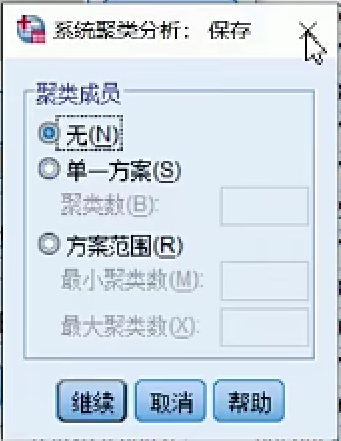 系统聚类分析： 保存
聚类成员
无(N)
单一方案(S)
聚类数(B):
方案范围(R)
最小聚类数(M):
最大聚类数(X):
继续 取消 帮助